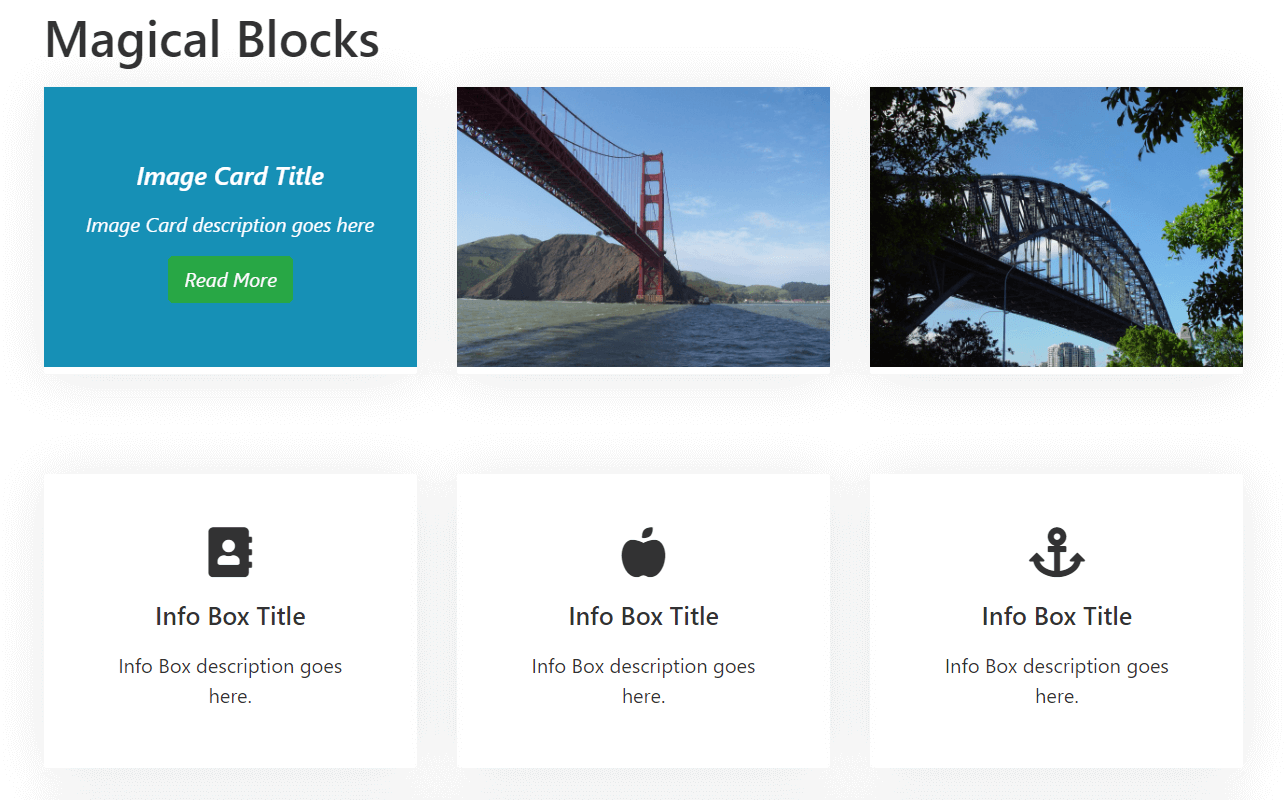 Magical Blocks
Image Card Title
Image Card description goes here
Read More
Info Box Title
Info Box description goes
here.
Info Box Title
Info Box description goes
here.
Info Box Title
Info Box description goes
here.